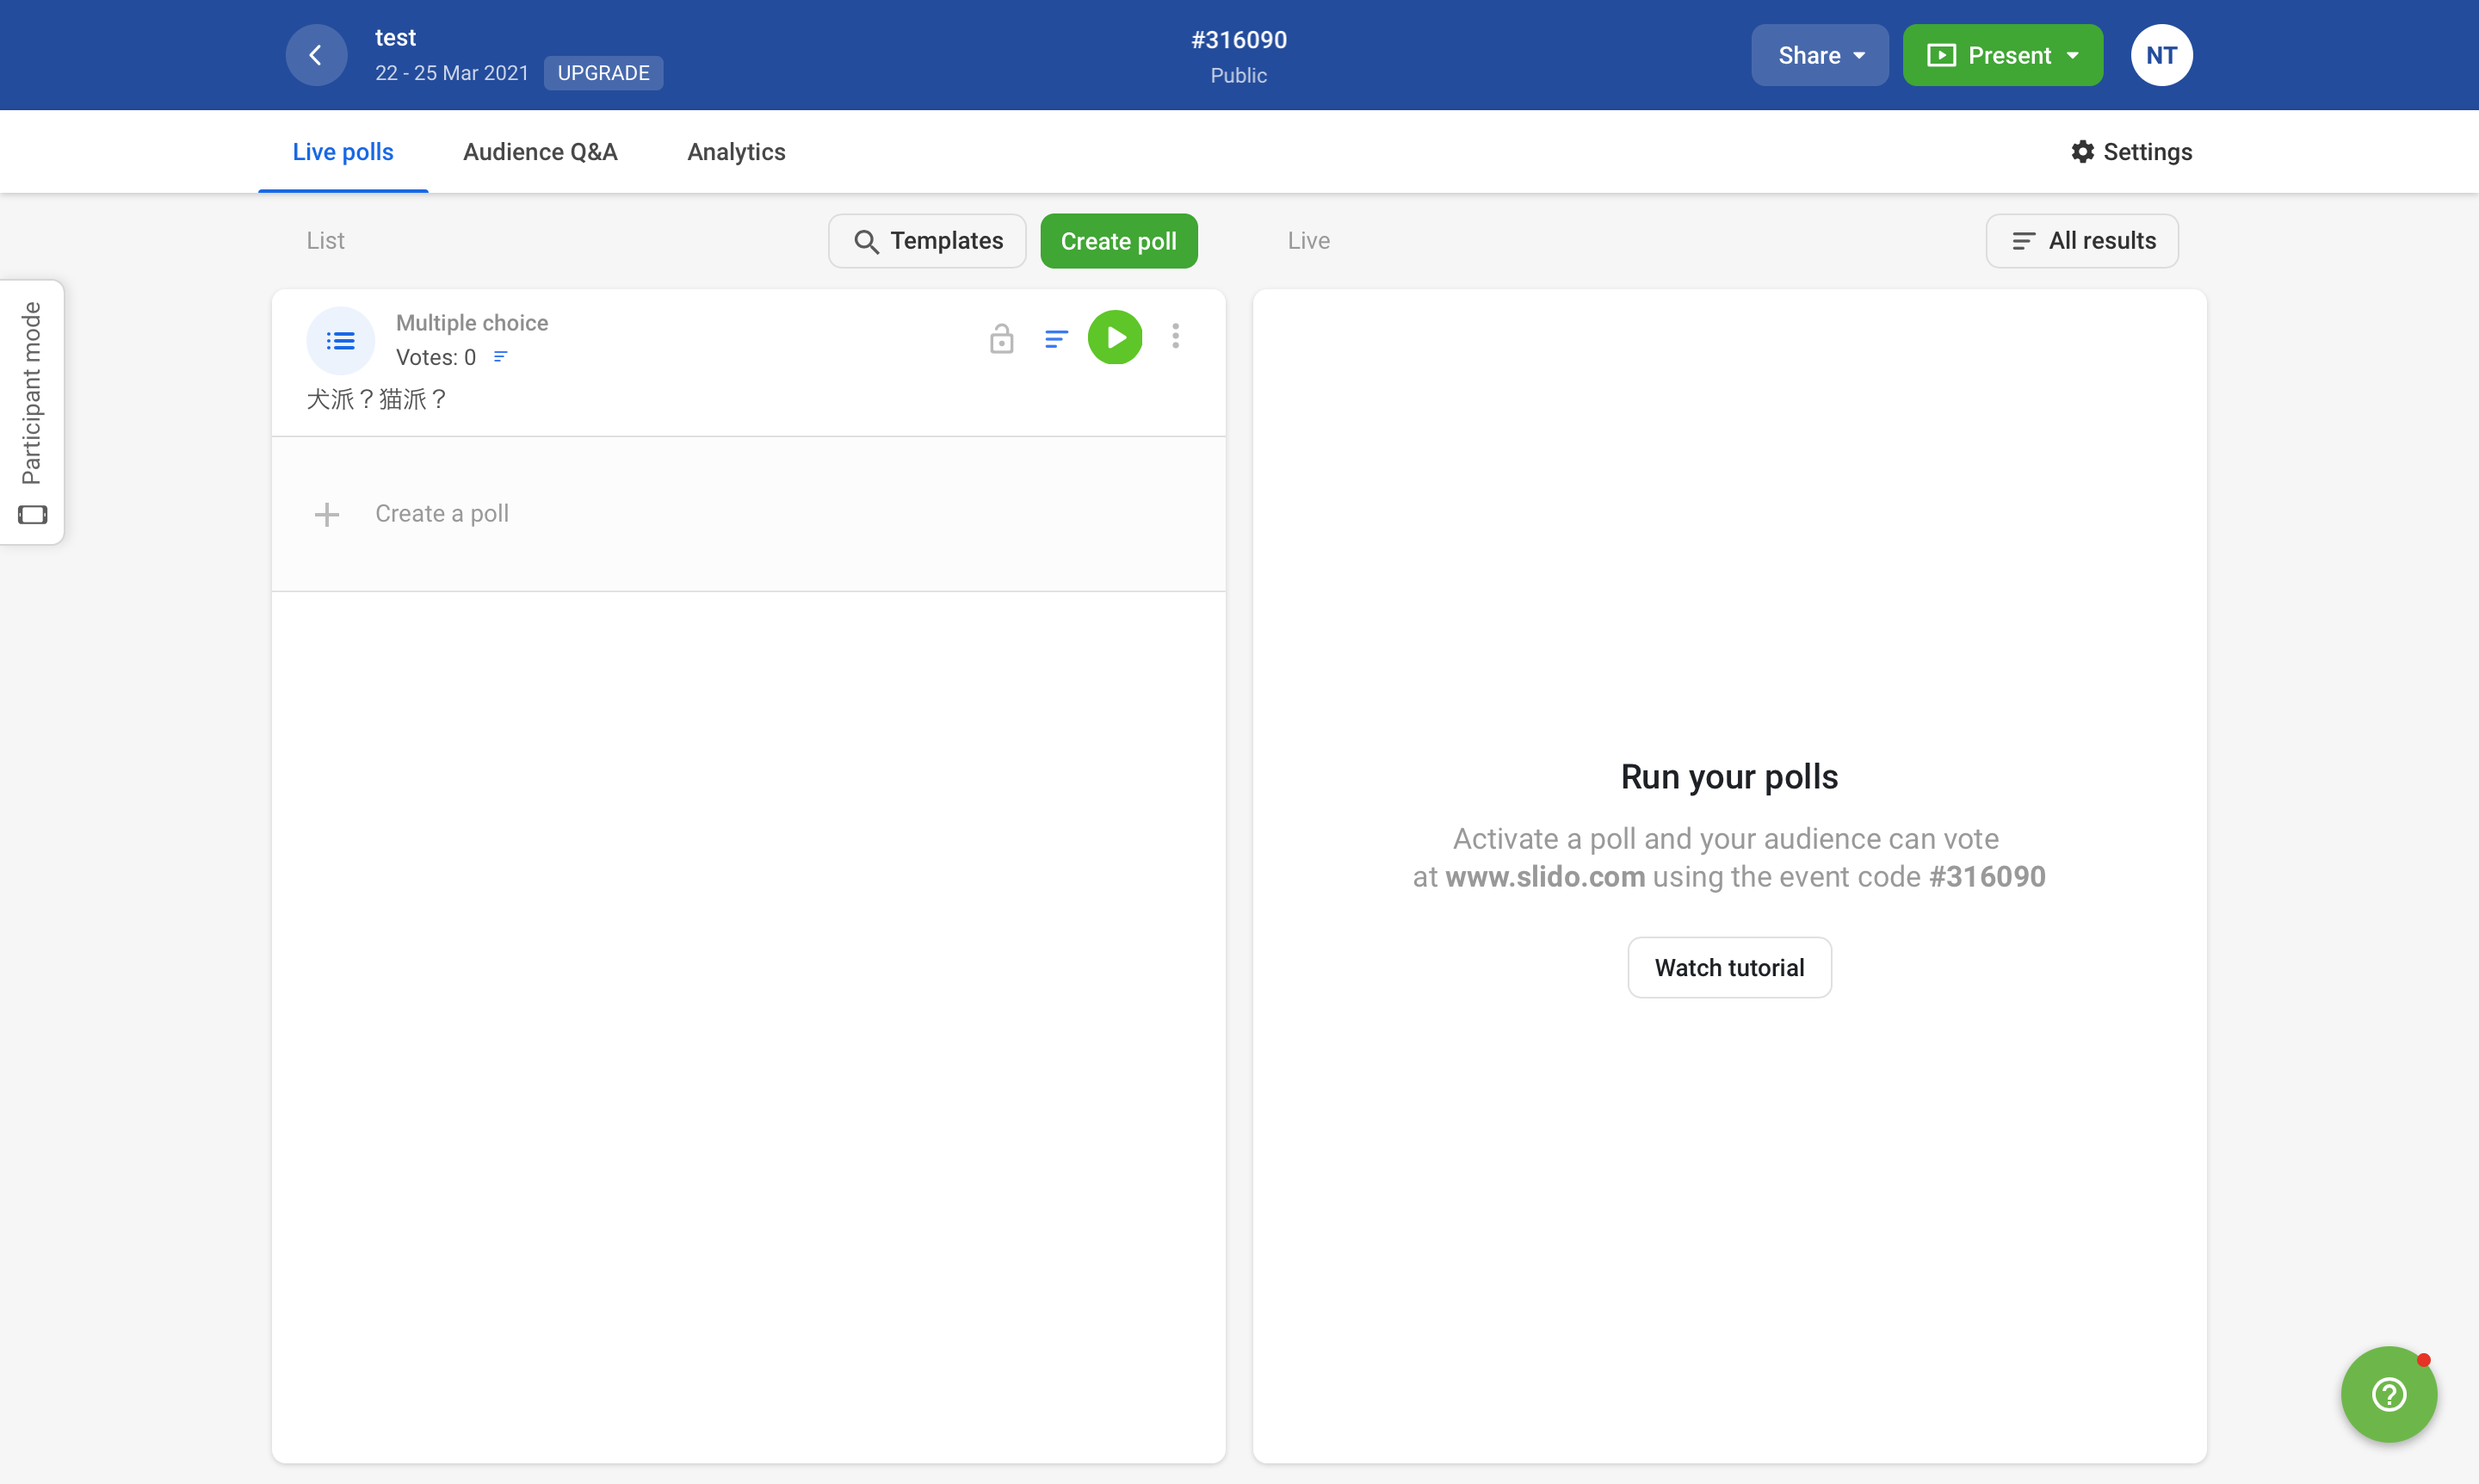 test
22 - 25 Mar 2021 UPGRADE
#316090
Public
Share
Present
NT
Live polls
Audience Q&A
Analytics
Settings
Participant mode
List
Templates
Create poll
Live
All results
Multiple choice
Votes: 0
犬派？猫派？
Create a poll
Run your polls
Activate a poll and your audience can vote
at www.slido.com using the event code #316090
Watch tutorial